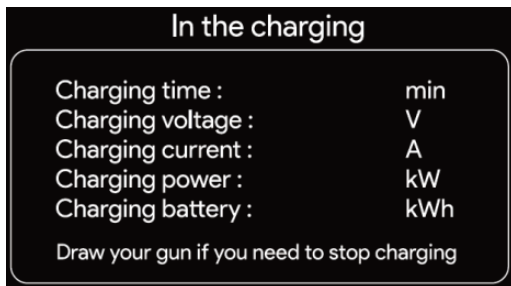 In the charging
Charging time : min
Charging voltage : V
Charging current : A
Charging power : kW
Charging battery : kWh
Draw your gun if you need to stop charging